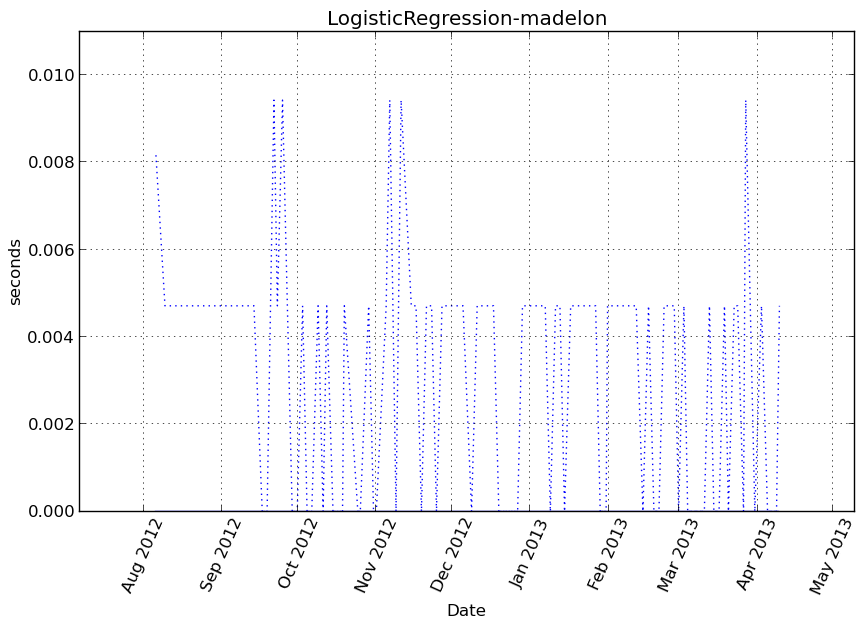 LogisticRegression-madelon
0.010
0.008
0.006
0.004
0.002
0.000
seconds
Aug 2012
Sep 2012
Oct 2012
Nov 2012
Dec 2012
Jan 2013
Feb 2013
Mar 2013
Apr 2013
May 2013
Date